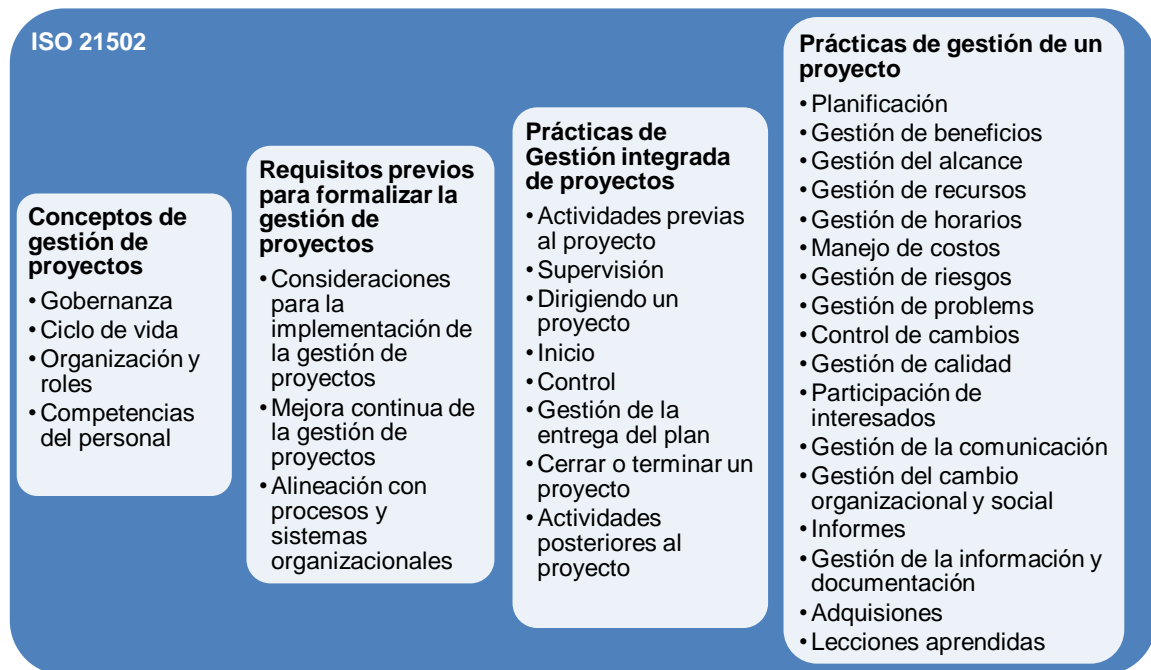 ISO 21502
Conceptos de
gestión de
proyectos
• Gobernanza
• Ciclo de vida
• Organización y
roles
• Competencias
del personal
Requisitos previos
para formalizar la
gestión de
proyectos
• Consideraciones
para la
implementación de
la gestión de
proyectos
• Mejora continua de
la gestión de
proyectos
• Alineación con
procesos y
sistemas
organizacionales
Prácticas de
Gestión integrada
de proyectos
• Actividades previas
al proyecto
• Supervisión
• Dirigiendo un
proyecto
• Inicio
• Control
• Gestión de la
entrega del plan
• Cerrar o terminar un
proyecto
• Actividades
posteriores al
proyecto
Prácticas de gestión de un
proyecto
• Planificación
• Gestión de beneficios
• Gestión del alcance
• Gestión de recursos
• Gestión de horarios
• Manejo de costos
• Gestión de riesgos
• Gestión de problems
• Control de cambios
• Gestión de calidad
• Participación de
interesados
• Gestión de la comunicación
• Gestión del cambio
organizacional y social
• Informes
• Gestión de la información y
documentación
• Adquisiciones
• Lecciones aprendidas